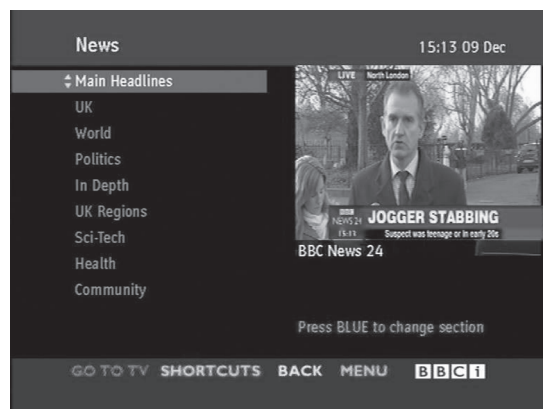 News
15:13 09 Dec
Main Headlines
UK
World
Politics
In Depth
UK Regions
Sci-Tech
Health
Community
LIVE North London
BBC
NEWS 24
15:13
JOGGER STABBING
Suspect was teenage or in early 20s
BBC News 24
Press BLUE to change section
GO TO TV SHORTCUTS BACK MENU BBCi